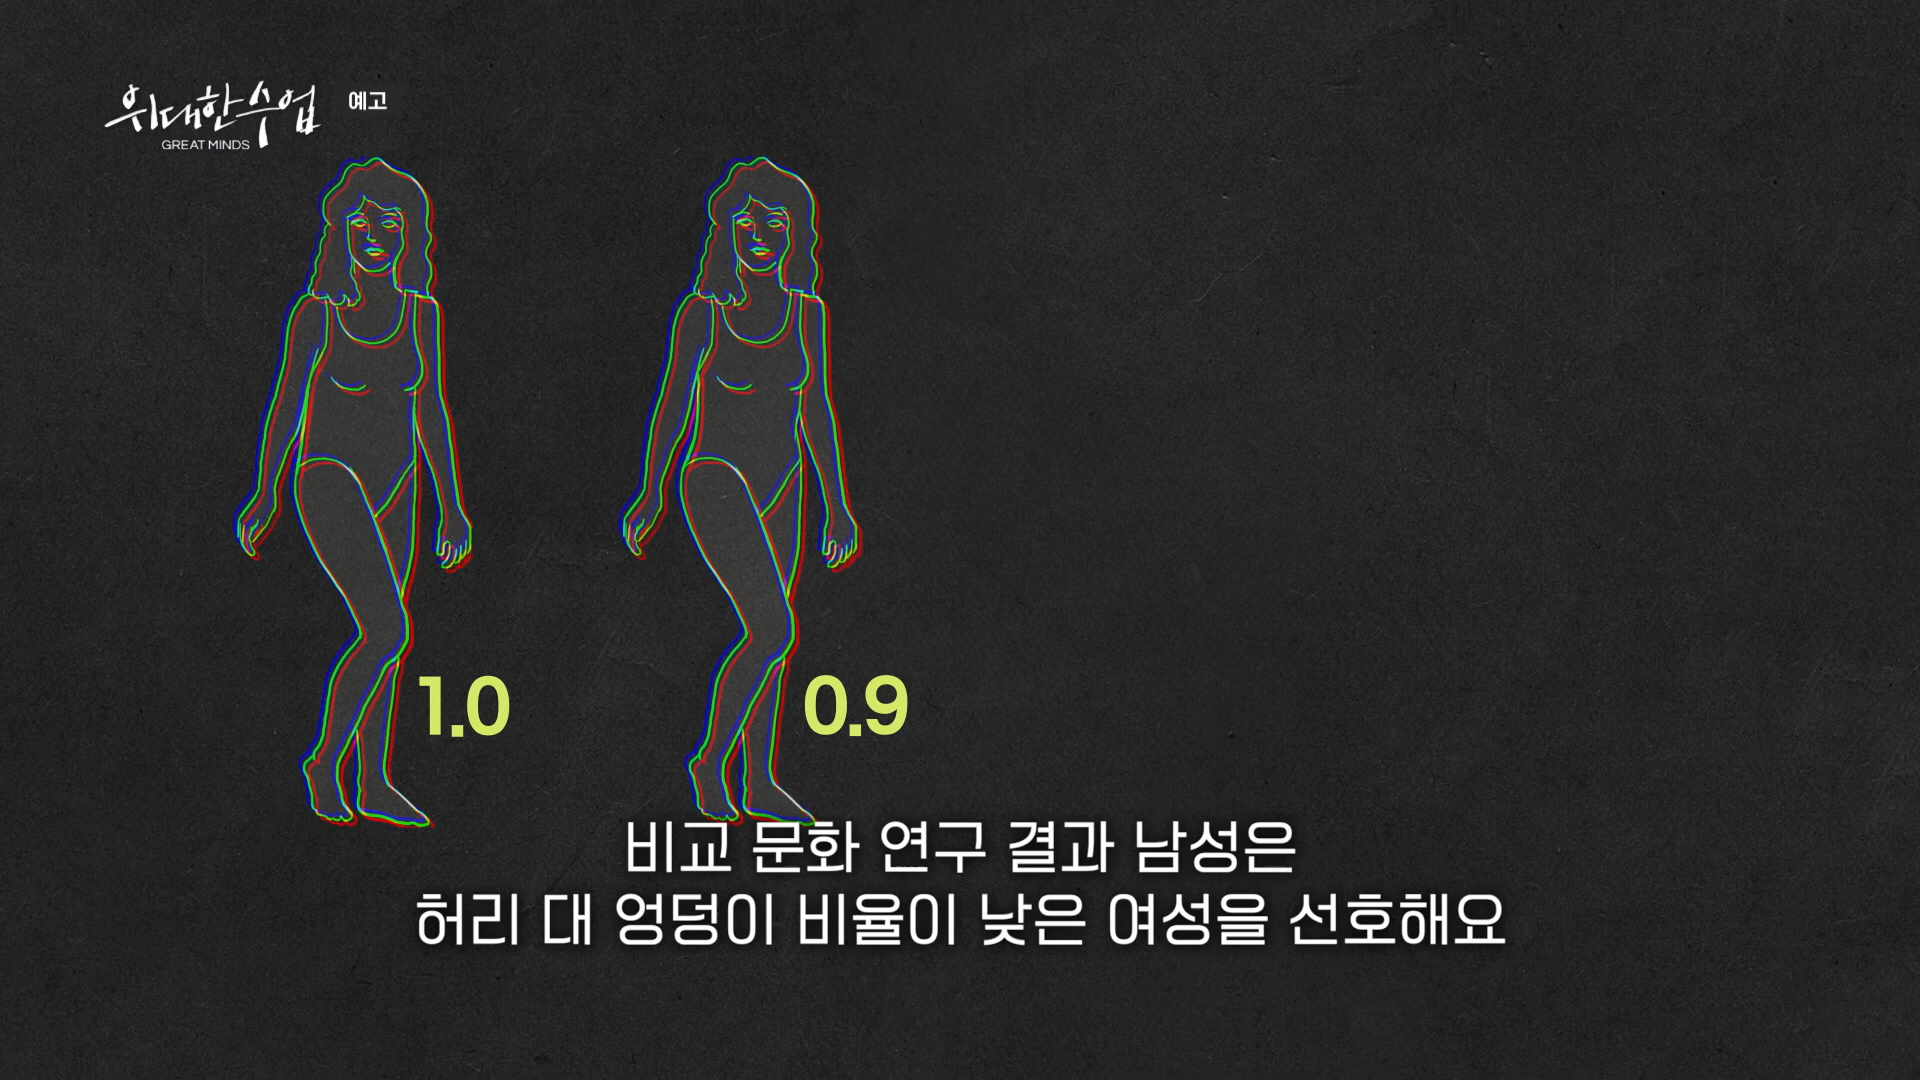 위대한수업
예고
GREAT MINDS
1.0
0.9
비교 문화 연구 결과 남성은
허리 대 엉덩이 비율이 낮은 여성을 선호해요